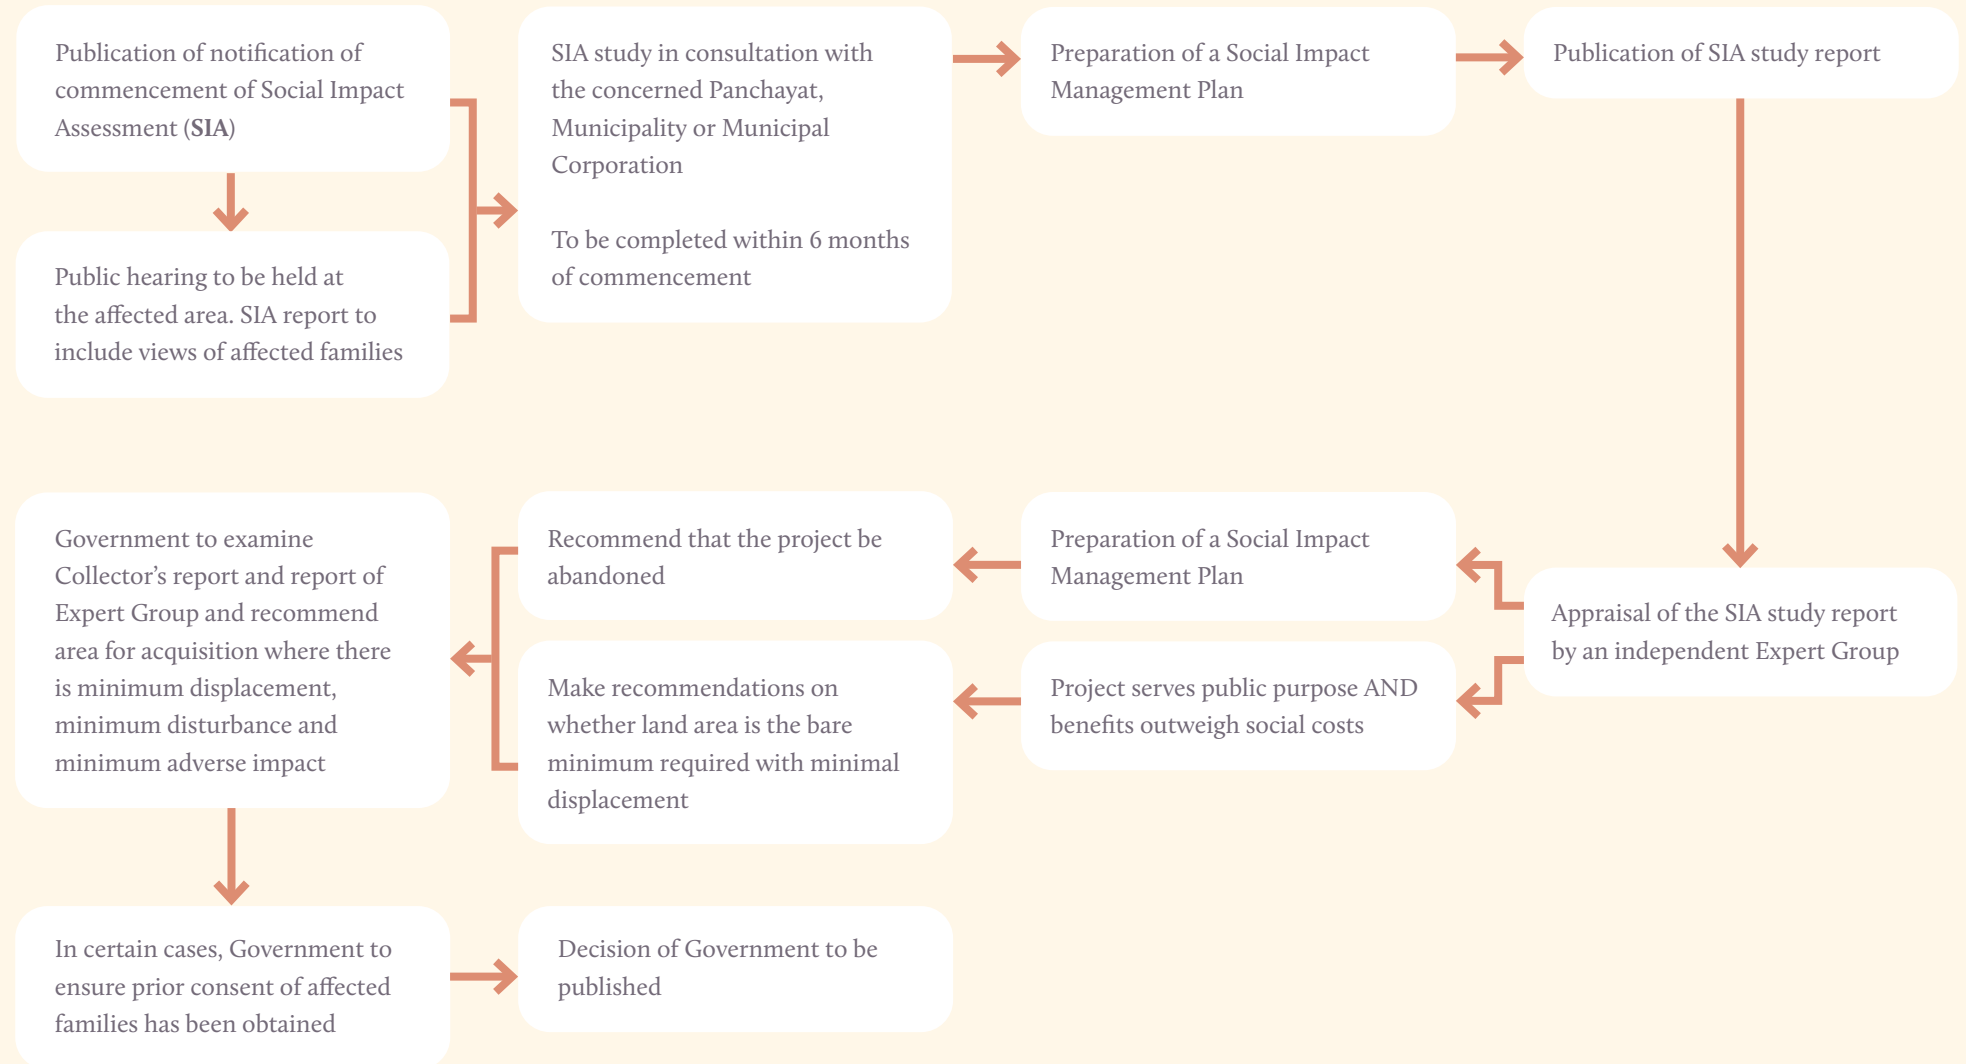 Publication of notification of
commencement of Social Impact
Assessment (SIA)
Public hearing to be held at
the affected area. SIA report to
include views of affected families
SIA study in consultation with
the concerned Panchayat,
Municipality or Municipal
Corporation
To be completed within 6 months
of commencement
Preparation of a Social Impact
Management Plan
Publication of SIA study report
Appraisal of the SIA study report
by an independent Expert Group
Preparation of a Social Impact
Management Plan
Project serves public purpose AND
benefits outweigh social costs
Recommend that the project be
abandoned
Make recommendations on
whether land area is the bare
minimum required with minimal
displacement
Government to examine
Collector’s report and report of
Expert Group and recommend
area for acquisition where there
is minimum displacement,
minimum disturbance and
minimum adverse impact
In certain cases, Government to
ensure prior consent of affected
families has been obtained
Decision of Government to be
published